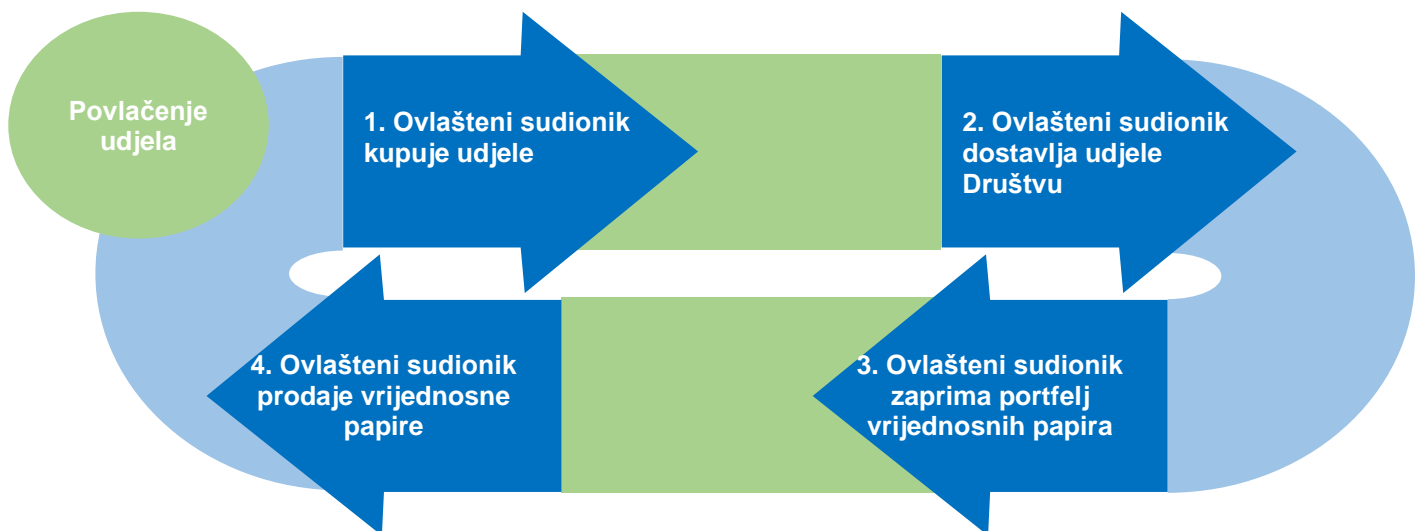 Povlačenje
udjela
1. Ovlašteni sudionik
kupuje udjele
2. Ovlašteni sudionik
dostavlja udjele
Društvu
3. Ovlašteni sudionik
zaprima portfelj
vrijednosnih papira
4. Ovlašteni sudionik
prodaje vrijednosne
papire